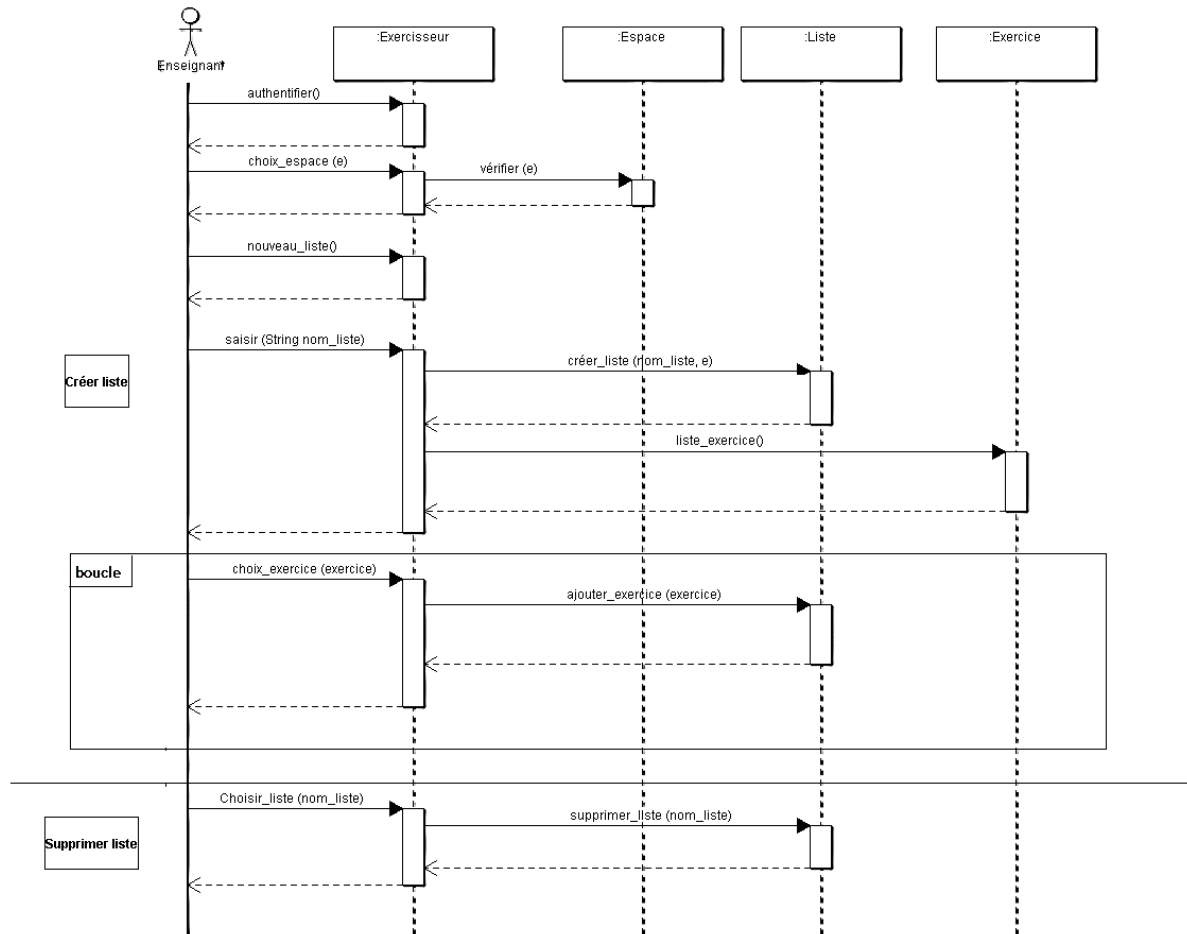 :Exercisseur
:Espace
:Liste
:Exercice
Enseignant
authentifier()
choix_espace (e)
vérifier (e)
nouveau_liste()
saisir (String nom_liste)
créer_liste (nom_liste, e)
Créer liste
liste_exercice()
boucle
choix_exercice (exercice)
ajouter_exercice (exercice)
Choisir_liste (nom_liste)
supprimer_liste (nom_liste)
Supprimer liste